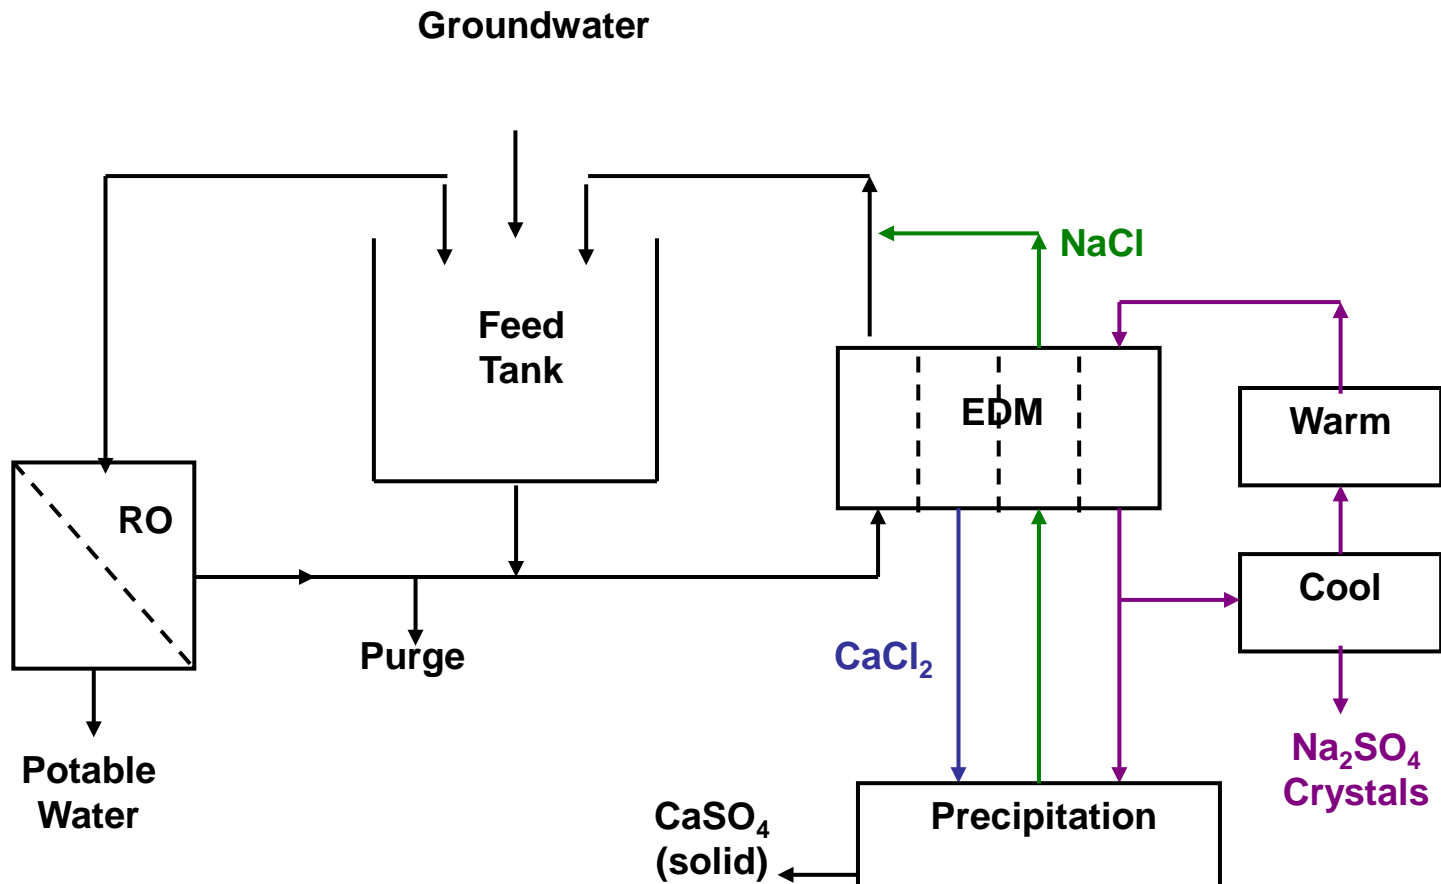 Groundwater
NaCl
Feed
Tank
EDM
Warm
RO
Cool
Purge
CaCl₂
Potable
Water
Na₂SO₄
Crystals
CaSO₄
(solid)
Precipitation